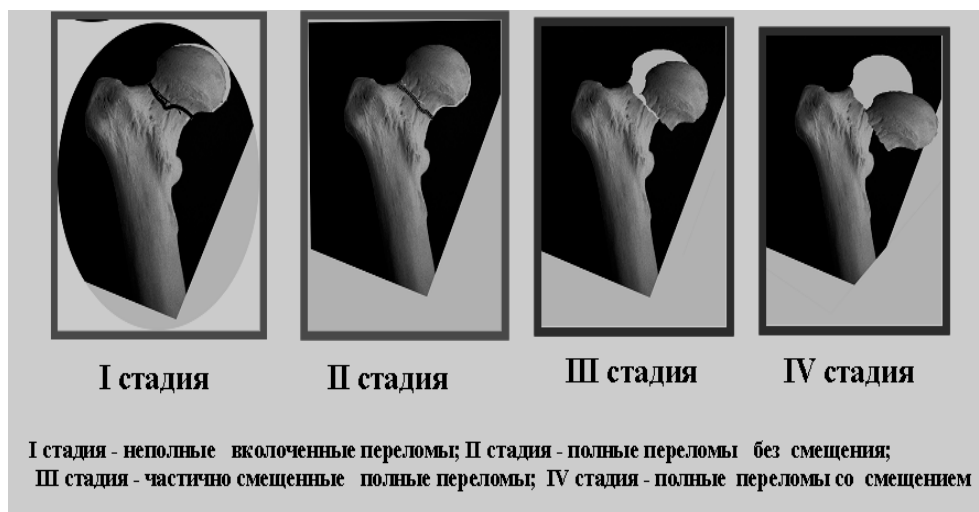 I стадия
II стадия
III стадия
IV стадия
I стадия - неполные вколоченные переломы; II стадия - полные переломы без смещения;
III стадия - частично смещенные полные переломы; IV стадия - полные переломы со смещением